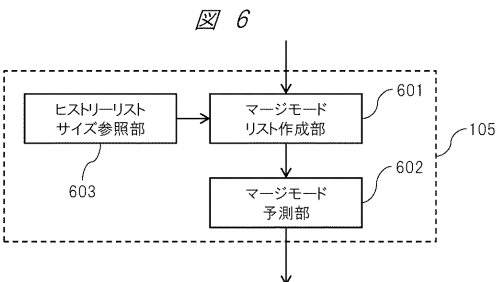 図 6
ヒストリーリスト
サイズ参照部
603
マージモード
リスト作成部
601
105
マージモード
予測部
602